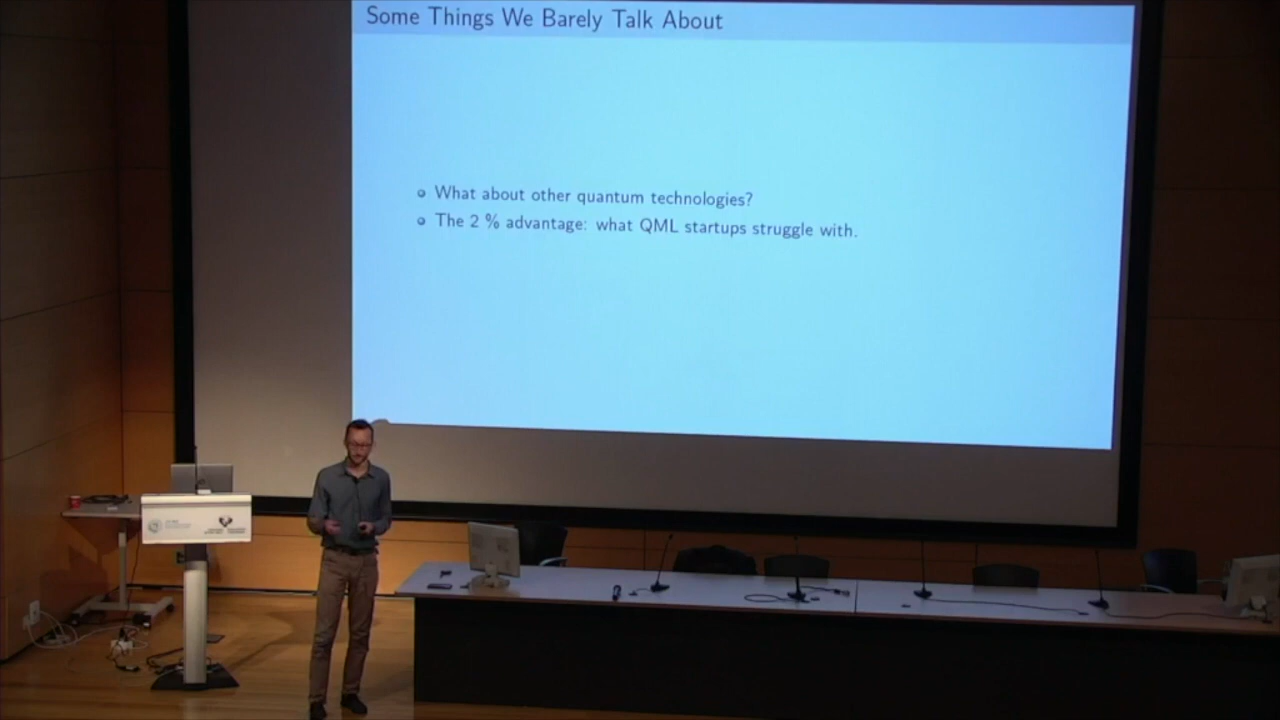 Some Things We Barely Talk About
What about other quantum technologies?
The 2 % advantage: what QML startups struggle with.